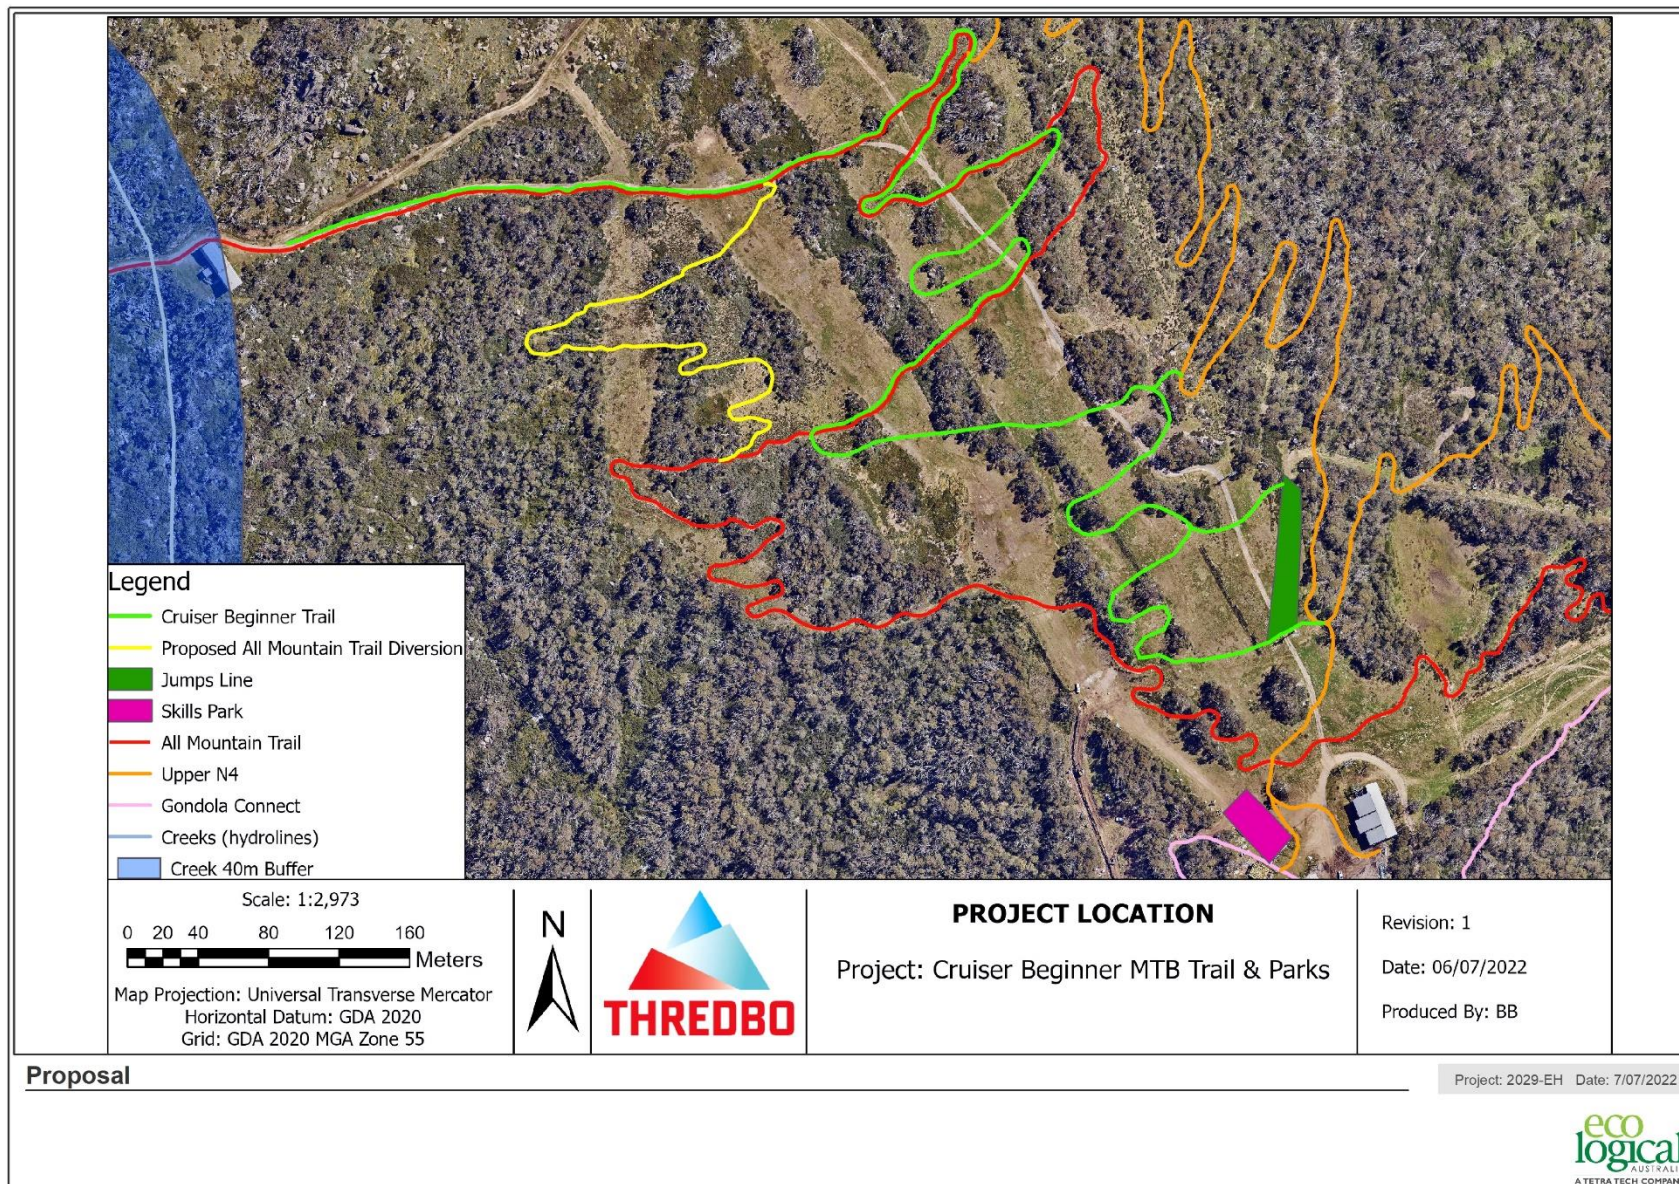 Legend
Cruiser Beginner Trail
Proposed All Mountain Trail Diversion
Jumps Line
Skills Park
All Mountain Trail
Upper N4
Gondola Connect
Creeks (hydrolines)
Creek 40m Buffer
Scale: 1:2,973
0 20 40 80 120 160
Meters
Map Projection: Universal Transverse Mercator
Horizontal Datum: GDA 2020
Grid: GDA 2020 MGA Zone 55
N
THREDBO
PROJECT LOCATION
Project: Cruiser Beginner MTB Trail & Parks
Revision: 1
Date: 06/07/2022
Produced By: BB
Proposal
Project: 2029-EH Date: 7/07/2022
eco
logical
AUSTRALI
A TETRA TECH COMPAN